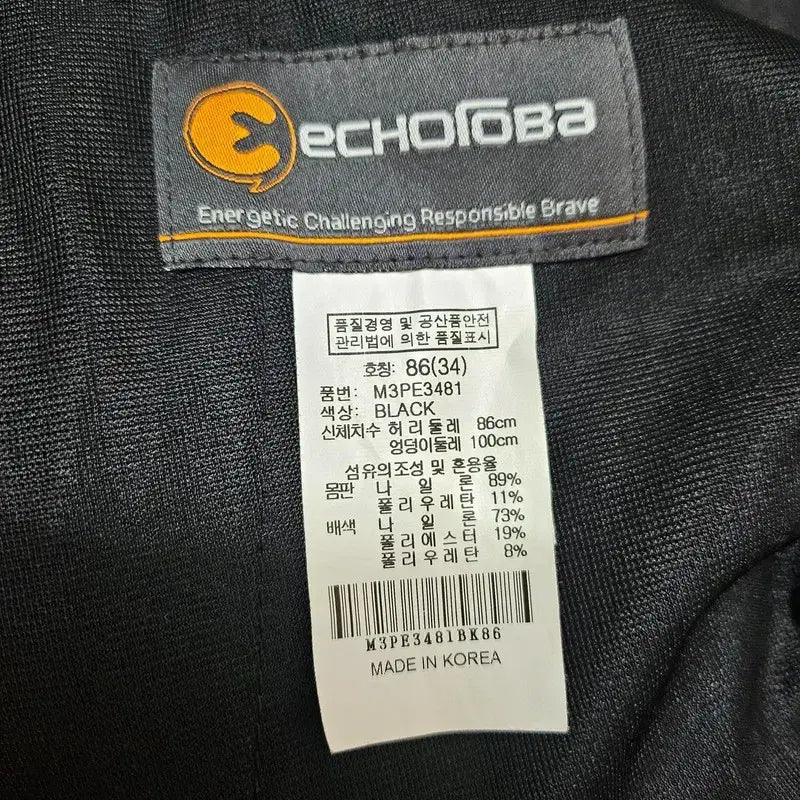 ECHOROBA
Energetic Challenging Responsible Brave
품질경영 및 공산품안전
관리법에 의한 품질표시
호칭: 86(34)
품번: M3PE3481
색상: BLACK
신체치수 허리둘레 86cm
엉덩이둘레 100cm
섬유의조성 및 혼용율
몸판 나일론 89%
폴리우레탄 11%
배색 나일론 73%
폴리에스터 19%
폴리우레탄 8%
M3PE3481BK86
MADE IN KOREA